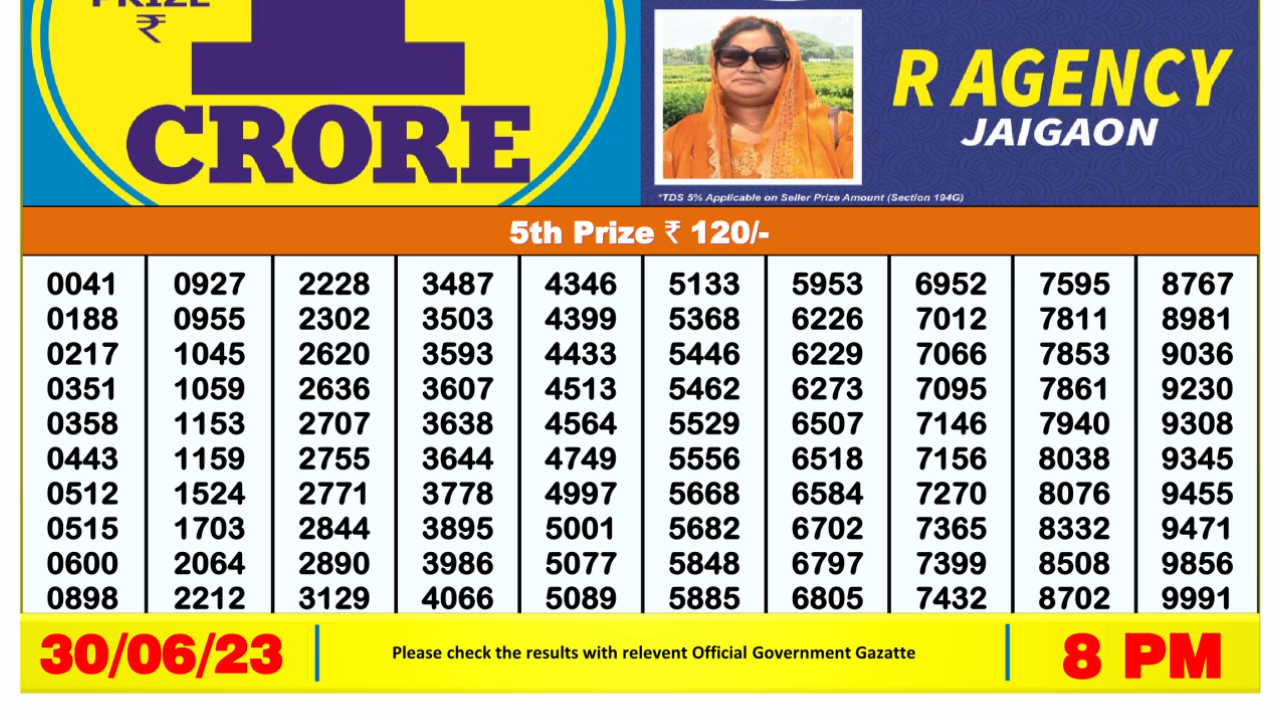 PRIZE
₹
1
CRORE
R AGENCY
JAIGAON
*TDS 5% Applicable on Seller Prize Amount (Section 194G)
5th Prize ₹ 120/-
0041 0927 2228 3487 4346 5133 5953 6952 7595 8767
0188 0955 2302 3503 4399 5368 6226 7012 7811 8981
0217 1045 2620 3593 4433 5446 6229 7066 7853 9036
0351 1059 2636 3607 4513 5462 6273 7095 7861 9230
0358 1153 2707 3638 4564 5529 6507 7146 7940 9308
0443 1159 2755 3644 4749 5556 6518 7156 8038 9345
0512 1524 2771 3778 4997 5668 6584 7270 8076 9455
0515 1703 2844 3895 5001 5682 6702 7365 8332 9471
0600 2064 2890 3986 5077 5848 6797 7399 8508 9856
0898 2212 3129 4066 5089 5885 6805 7432 8702 9991
30/06/23 Please check the results with relevent Official Government Gazatte 8 PM